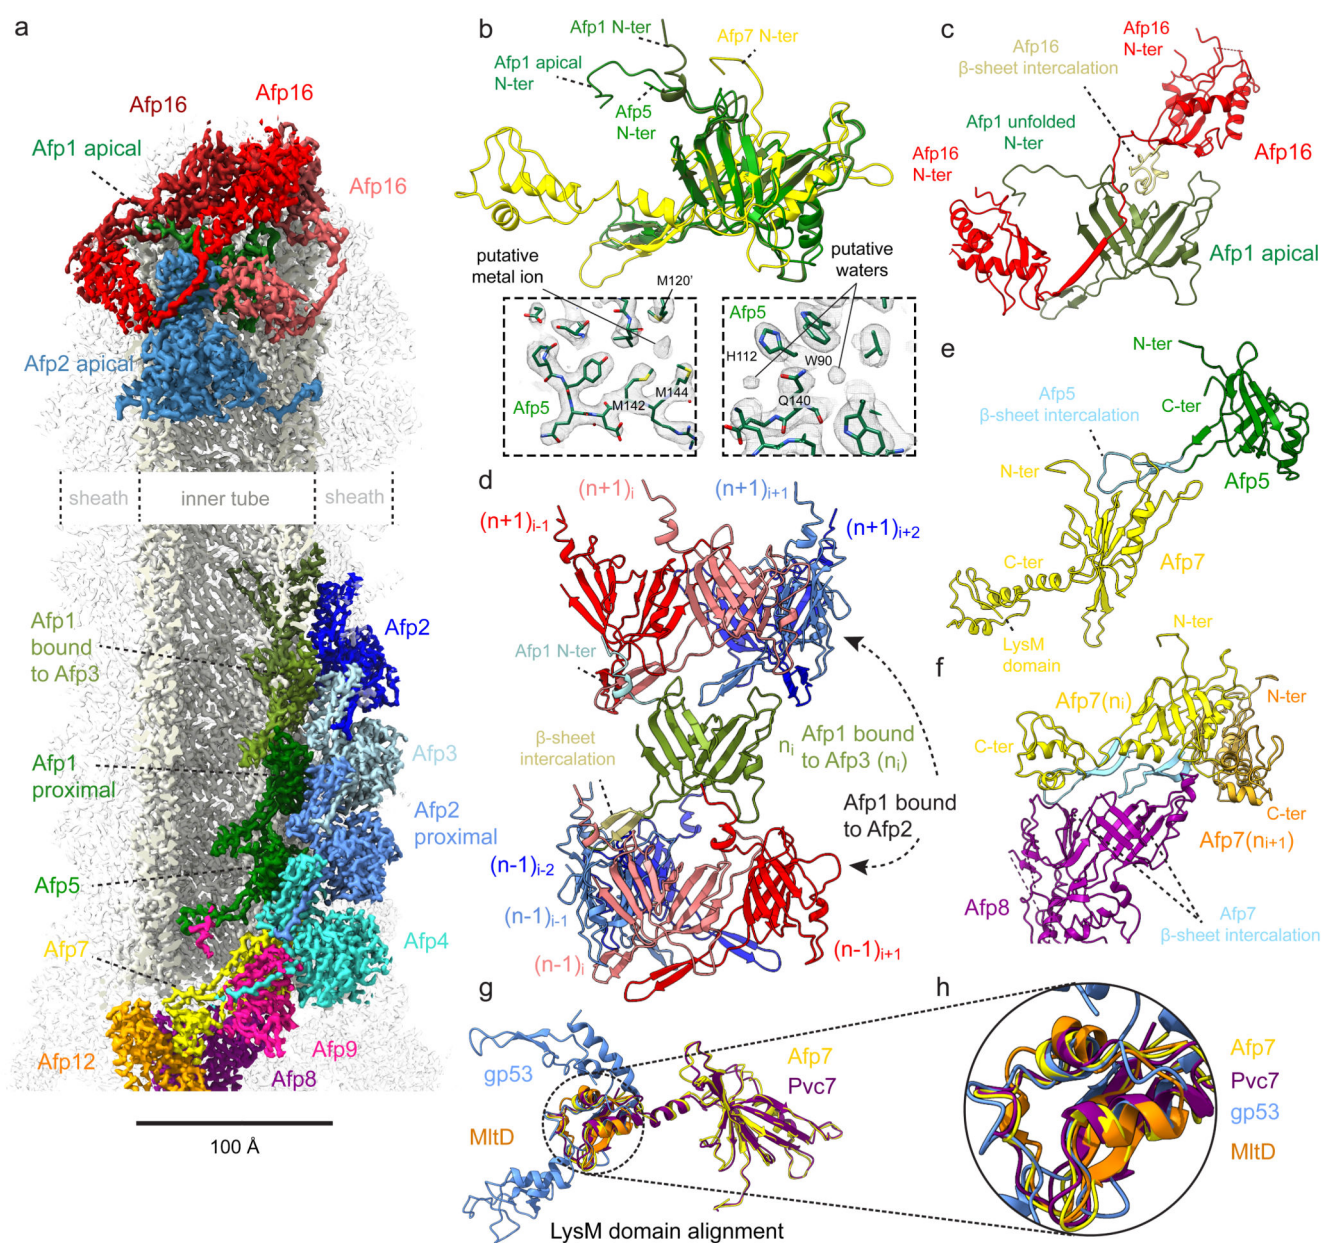 a
Afp16
Afp16
Afp1 apical
Afp16
Afp2 apical
sheath
inner tube
sheath
Afp1
bound
to Afp3
Afp2
Afp3
Afp1
proximal
Afp2
proximal
Afp5
Afp7
Afp4
Afp12
Afp9
Afp8
100 Å
b
Afp1 N-ter
Afp7 N-ter
Afp1 apical
N-ter
Afp5
N-ter
putative
metal ion
putative
waters
M120'
Afp5
M142
M144
Afp5
H112
W90
Q140
c
Afp16
N-ter
Afp16
β-sheet intercalation
Afp1 unfolded
N-ter
Afp16
Afp16
N-ter
Afp1 apical
d
(n+1)i
(n+1)i+1
(n+1)i-1
(n+1)i+2
Afp1 N-ter
β-sheet
intercalation
ni Afp1 bound
to Afp3 (ni)
Afp1 bound
to Afp2
(n-1)i-2
(n-1)i-1
(n-1)i
(n-1)i+1
e
N-ter
Afp5
β-sheet intercalation
C-ter
N-ter
Afp5
C-ter
Afp7
LysM
domain
f
N-ter
Afp7(ni)
N-ter
C-ter
C-ter
Afp7(ni+1)
Afp8
Afp7
β-sheet intercalation
g
gp53
Afp7
Pvc7
MltD
LysM domain alignment
h
Afp7
Pvc7
gp53
MltD